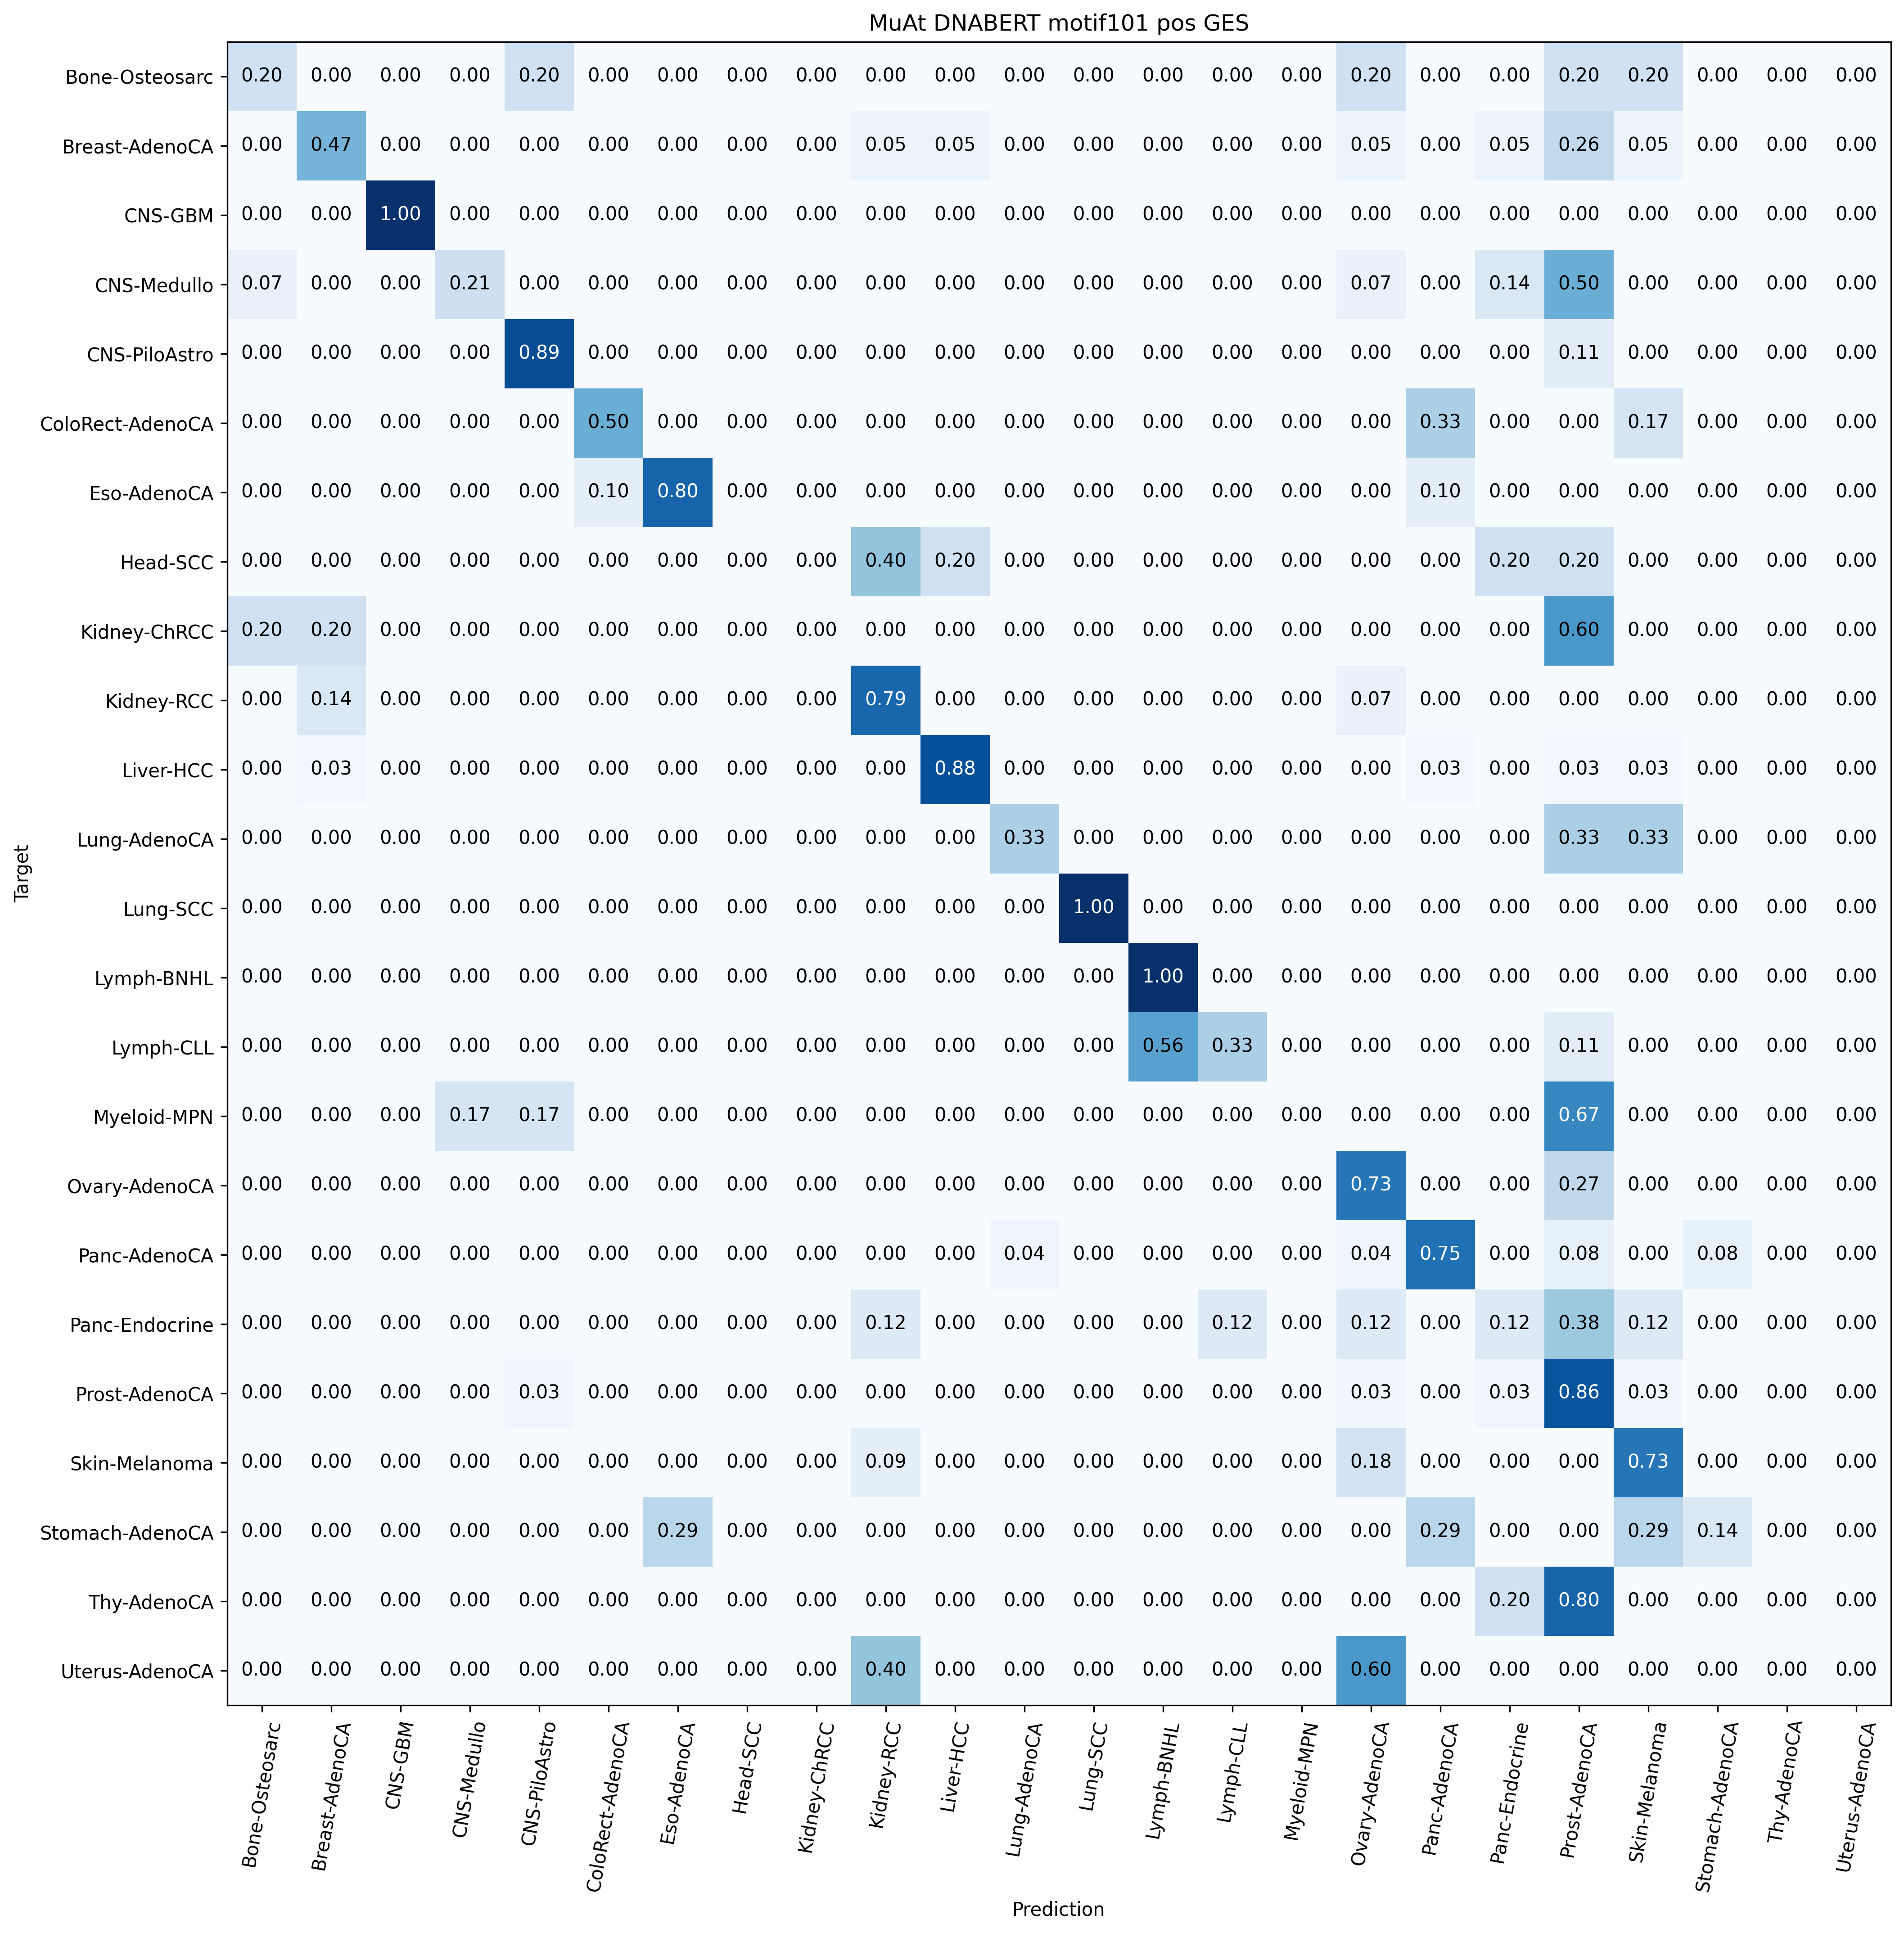 MuAt DNABERT motif101 pos GES
Bone-Osteosarc 0.20 0.00 0.00 0.00 0.20 0.00 0.00 0.00 0.00 0.00 0.00 0.00 0.00 0.00 0.00 0.00 0.20 0.00 0.00 0.20 0.20 0.00 0.00 0.00
Breast-AdenoCA 0.00 0.47 0.00 0.00 0.00 0.00 0.00 0.00 0.00 0.05 0.05 0.00 0.00 0.00 0.00 0.00 0.05 0.00 0.05 0.26 0.05 0.00 0.00 0.00
CNS-GBM 0.00 0.00 1.00 0.00 0.00 0.00 0.00 0.00 0.00 0.00 0.00 0.00 0.00 0.00 0.00 0.00 0.00 0.00 0.00 0.00 0.00 0.00 0.00 0.00
CNS-Medullo 0.07 0.00 0.00 0.21 0.00 0.00 0.00 0.00 0.00 0.00 0.00 0.00 0.00 0.00 0.00 0.00 0.07 0.00 0.14 0.50 0.00 0.00 0.00 0.00
CNS-PiloAstro 0.00 0.00 0.00 0.00 0.89 0.00 0.00 0.00 0.00 0.00 0.00 0.00 0.00 0.00 0.00 0.00 0.00 0.00 0.00 0.11 0.00 0.00 0.00 0.00
ColoRect-AdenoCA 0.00 0.00 0.00 0.00 0.00 0.50 0.00 0.00 0.00 0.00 0.00 0.00 0.00 0.00 0.00 0.00 0.00 0.33 0.00 0.00 0.17 0.00 0.00 0.00
Eso-AdenoCA 0.00 0.00 0.00 0.00 0.00 0.10 0.80 0.00 0.00 0.00 0.00 0.00 0.00 0.00 0.00 0.00 0.00 0.10 0.00 0.00 0.00 0.00 0.00 0.00
Head-SCC 0.00 0.00 0.00 0.00 0.00 0.00 0.00 0.00 0.00 0.40 0.20 0.00 0.00 0.00 0.00 0.00 0.00 0.00 0.20 0.20 0.00 0.00 0.00 0.00
Kidney-ChRCC 0.20 0.20 0.00 0.00 0.00 0.00 0.00 0.00 0.00 0.00 0.00 0.00 0.00 0.00 0.00 0.00 0.00 0.00 0.00 0.60 0.00 0.00 0.00 0.00
Kidney-RCC 0.00 0.14 0.00 0.00 0.00 0.00 0.00 0.00 0.00 0.79 0.00 0.00 0.00 0.00 0.00 0.00 0.07 0.00 0.00 0.00 0.00 0.00 0.00 0.00
Liver-HCC 0.00 0.03 0.00 0.00 0.00 0.00 0.00 0.00 0.00 0.00 0.88 0.00 0.00 0.00 0.00 0.00 0.00 0.03 0.00 0.03 0.03 0.00 0.00 0.00
Lung-AdenoCA 0.00 0.00 0.00 0.00 0.00 0.00 0.00 0.00 0.00 0.00 0.00 0.33 0.00 0.00 0.00 0.00 0.00 0.00 0.00 0.33 0.33 0.00 0.00 0.00
Lung-SCC 0.00 0.00 0.00 0.00 0.00 0.00 0.00 0.00 0.00 0.00 0.00 0.00 1.00 0.00 0.00 0.00 0.00 0.00 0.00 0.00 0.00 0.00 0.00 0.00
Lymph-BNHL 0.00 0.00 0.00 0.00 0.00 0.00 0.00 0.00 0.00 0.00 0.00 0.00 0.00 1.00 0.00 0.00 0.00 0.00 0.00 0.00 0.00 0.00 0.00 0.00
Lymph-CLL 0.00 0.00 0.00 0.00 0.00 0.00 0.00 0.00 0.00 0.00 0.00 0.00 0.00 0.56 0.33 0.00 0.00 0.00 0.00 0.11 0.00 0.00 0.00 0.00
Myeloid-MPN 0.00 0.00 0.00 0.17 0.17 0.00 0.00 0.00 0.00 0.00 0.00 0.00 0.00 0.00 0.00 0.00 0.00 0.00 0.00 0.67 0.00 0.00 0.00 0.00
Ovary-AdenoCA 0.00 0.00 0.00 0.00 0.00 0.00 0.00 0.00 0.00 0.00 0.00 0.00 0.00 0.00 0.00 0.00 0.73 0.00 0.00 0.27 0.00 0.00 0.00 0.00
Panc-AdenoCA 0.00 0.00 0.00 0.00 0.00 0.00 0.00 0.00 0.00 0.00 0.00 0.04 0.00 0.00 0.00 0.00 0.04 0.75 0.00 0.08 0.00 0.08 0.00 0.00
Panc-Endocrine 0.00 0.00 0.00 0.00 0.00 0.00 0.00 0.00 0.00 0.12 0.00 0.00 0.00 0.00 0.12 0.00 0.12 0.00 0.12 0.38 0.12 0.00 0.00 0.00
Prost-AdenoCA 0.00 0.00 0.00 0.00 0.03 0.00 0.00 0.00 0.00 0.00 0.00 0.00 0.00 0.00 0.00 0.00 0.03 0.00 0.03 0.86 0.03 0.00 0.00 0.00
Skin-Melanoma 0.00 0.00 0.00 0.00 0.00 0.00 0.00 0.00 0.00 0.09 0.00 0.00 0.00 0.00 0.00 0.00 0.18 0.00 0.00 0.00 0.73 0.00 0.00 0.00
Stomach-AdenoCA 0.00 0.00 0.00 0.00 0.00 0.00 0.29 0.00 0.00 0.00 0.00 0.00 0.00 0.00 0.00 0.00 0.00 0.29 0.00 0.00 0.29 0.14 0.00 0.00
Thy-AdenoCA 0.00 0.00 0.00 0.00 0.00 0.00 0.00 0.00 0.00 0.00 0.00 0.00 0.00 0.00 0.00 0.00 0.00 0.00 0.20 0.80 0.00 0.00 0.00 0.00
Uterus-AdenoCA 0.00 0.00 0.00 0.00 0.00 0.00 0.00 0.00 0.00 0.40 0.00 0.00 0.00 0.00 0.00 0.00 0.60 0.00 0.00 0.00 0.00 0.00 0.00 0.00
Target
Bone-Osteosarc
Breast-AdenoCA
CNS-GBM
CNS-Medullo
CNS-PiloAstro
ColoRect-AdenoCA
Eso-AdenoCA
Head-SCC
Kidney-ChRCC
Kidney-RCC
Liver-HCC
Lung-AdenoCA
Lung-SCC
Lymph-BNHL
Lymph-CLL
Myeloid-MPN
Ovary-AdenoCA
Panc-AdenoCA
Panc-Endocrine
Prost-AdenoCA
Skin-Melanoma
Stomach-AdenoCA
Thy-AdenoCA
Uterus-AdenoCA
Prediction